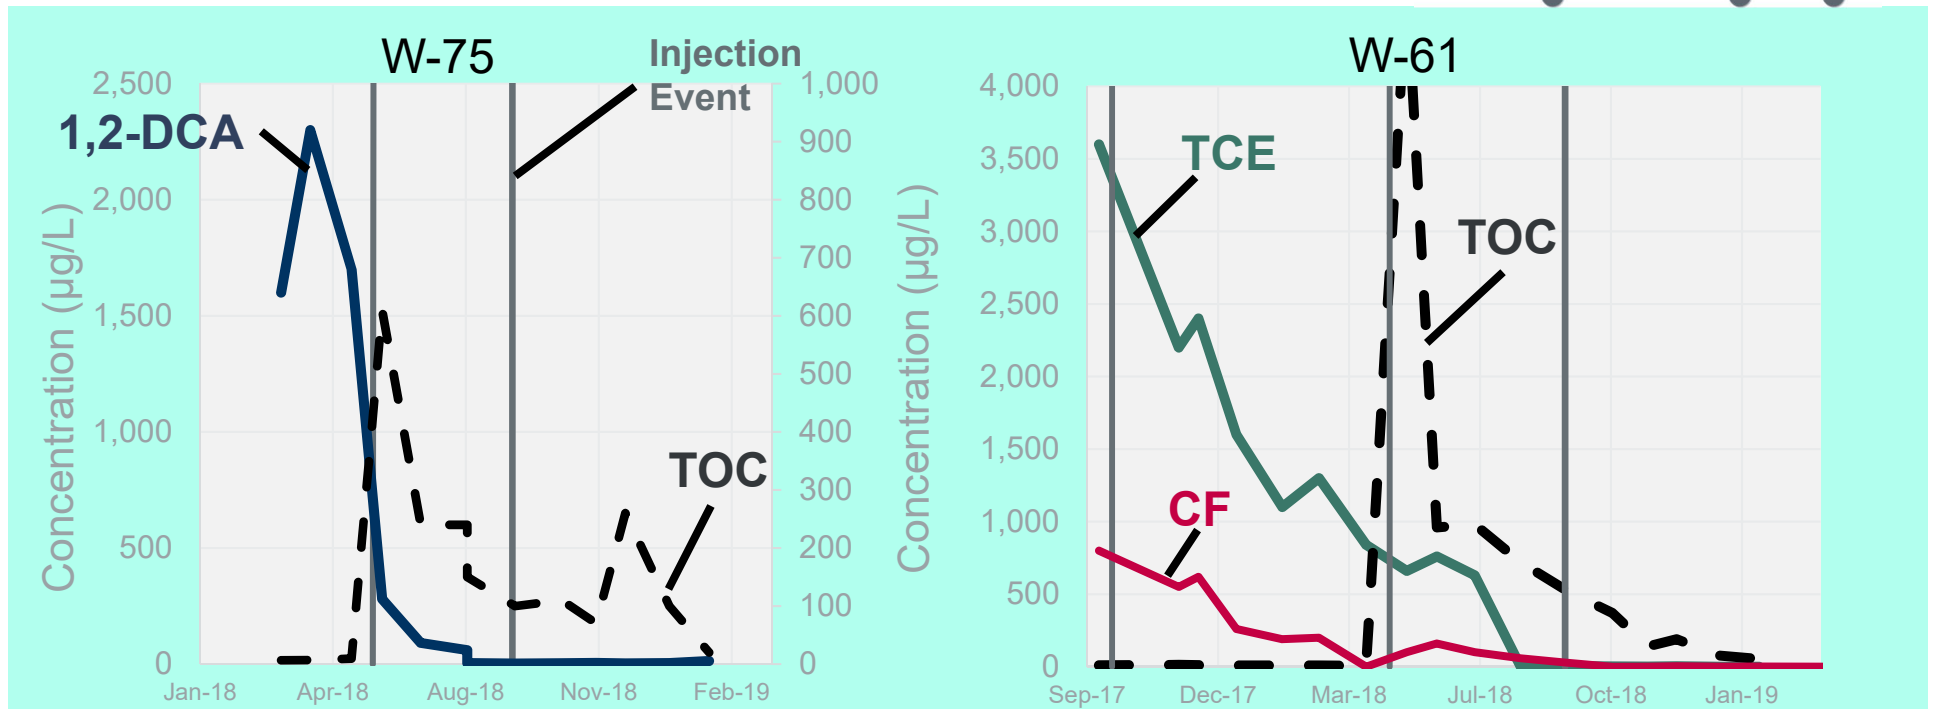 W-75
Injection
Event
1,2-DCA
TOC
Concentration (µg/L)
2,500
2,000
1,500
1,000
500
0
1,000
900
800
700
600
500
400
300
200
100
0
Jan-18
Apr-18
Aug-18
Nov-18
Feb-19
W-61
TCE
TOC
CF
Concentration (µg/L)
4,000
3,500
3,000
2,500
2,000
1,500
1,000
500
0
Sep-17
Dec-17
Mar-18
Jul-18
Oct-18
Jan-19